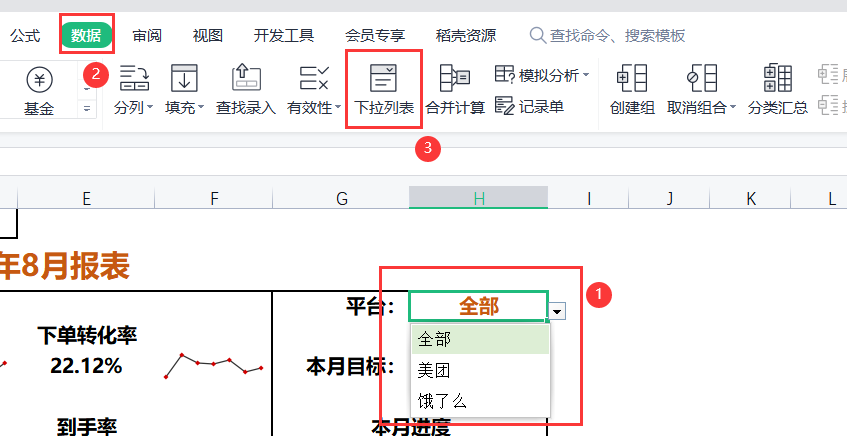 公式 数据 审阅 视图 开发工具 会员专享 稻壳资源 查找命令、搜索模板
2
基金 分列 填充 查找录入 有效性 下拉列表 合并计算 模拟分析 记录单 创建组 取消组合 分类汇总
3
E F G H I J K L
年8月报表
1
平台: 全部
下单转化率
全部
22.12%
本月目标:
美团
饿了么
到手率
本月进度